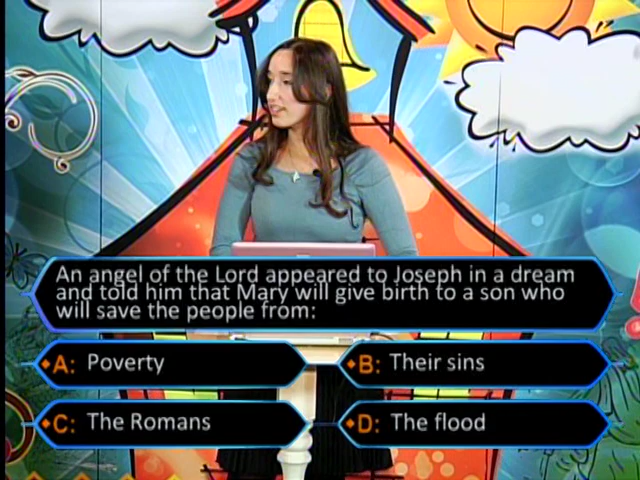 An angel of the Lord appeared to Joseph in a dream
and told him that Mary will give birth to a son who
will save the people from:
A: Poverty
B: Their sins
C: The Romans
D: The flood